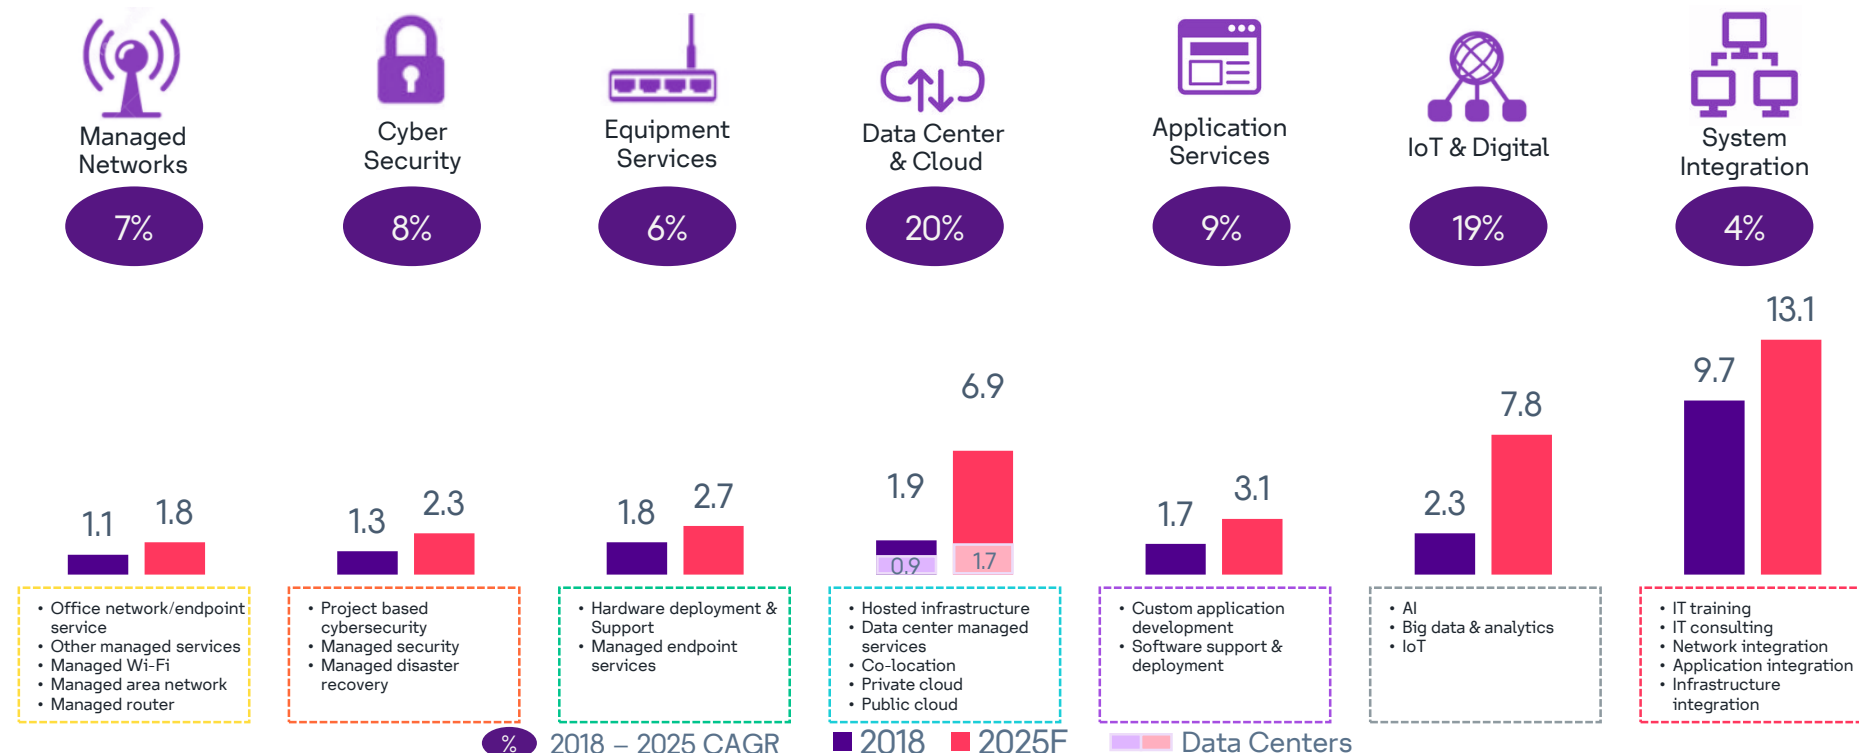 Managed
Networks
7%
1.1
1.8
• Office network/endpoint
service
• Other managed services
• Managed Wi-Fi
• Managed area network
• Managed router
Cyber
Security
8%
1.3
2.3
• Project based
cybersecurity
• Managed security
• Managed disaster
recovery
Equipment
Services
6%
1.8
2.7
• Hardware deployment &
Support
• Managed endpoint
services
Data Center
& Cloud
20%
1.9
6.9
0.9
1.7
• Hosted infrastructure
• Data center managed
services
• Co-location
• Private cloud
• Public cloud
Application
Services
9%
1.7
3.1
• Custom application
development
• Software support &
deployment
IoT & Digital
19%
2.3
7.8
• AI
• Big data & analytics
• IoT
System
Integration
4%
9.7
13.1
• IT training
• IT consulting
• Network integration
• Application integration
• Infrastructure
integration
% 2018 – 2025 CAGR
2018
2025F
Data Centers